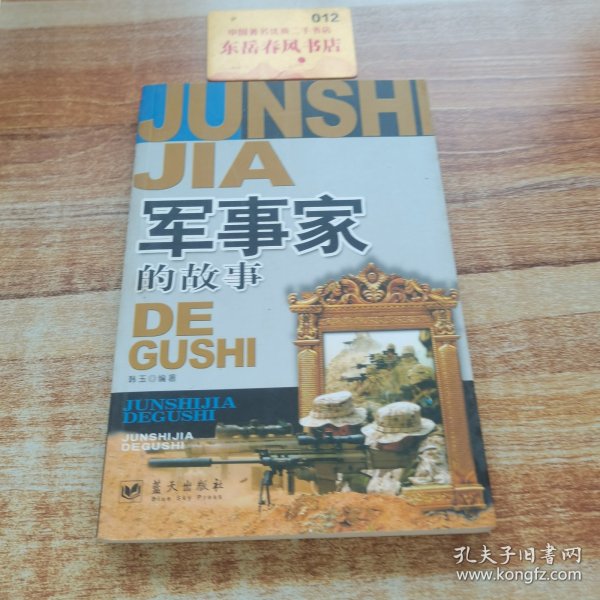 012
中国著名优质二手书店
东岳春风书店
JUNSHI
JIA
军事家
的故事
DE
GUSHI
韩玉◎编著
JUNSHIJIA
DEGUSHI
JUNSHIJIA
DEGUSHI
蓝天出版社
Blue Sky Press
孔夫子旧书网
www.kongfz.com